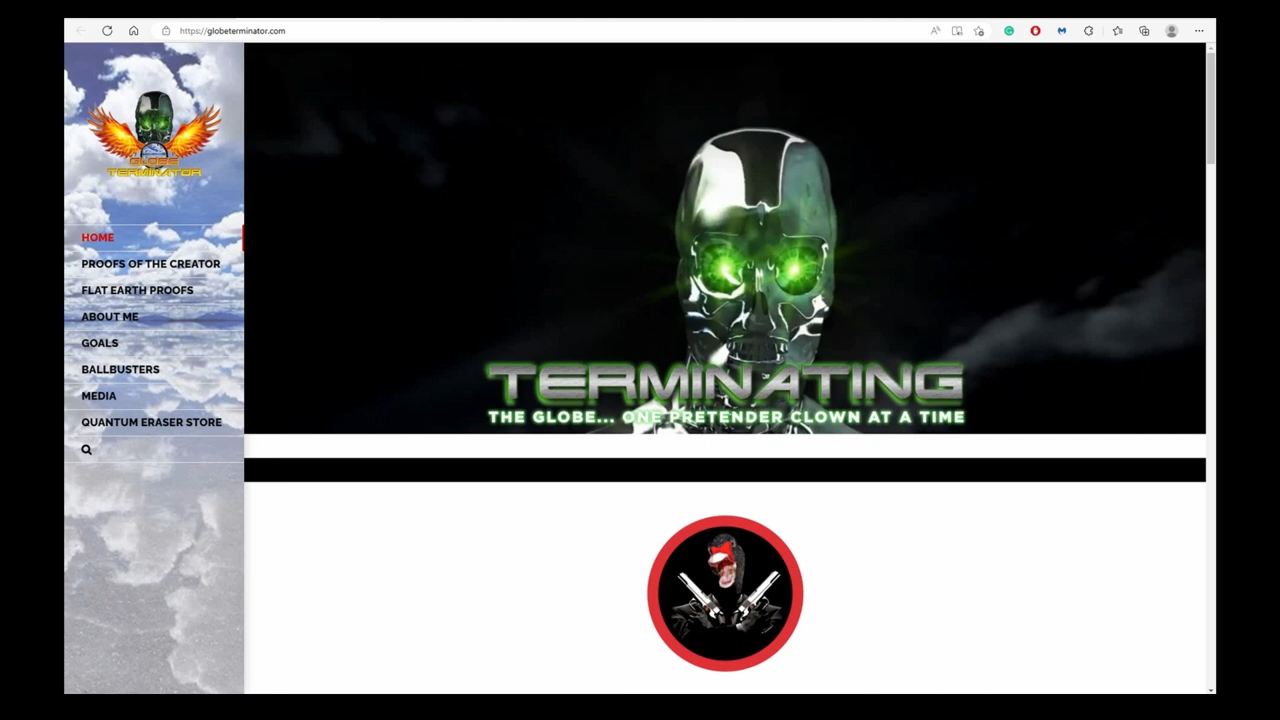 https://globeterminator.com
GLOBE
TERMINATOR
HOME
PROOFS OF THE CREATOR
FLAT EARTH PROOFS
ABOUT ME
GOALS
BALLBUSTERS
MEDIA
QUANTUM ERASER STORE
TERMINATING
THE GLOBE... ONE PRETENDER CLOWN AT A TIME